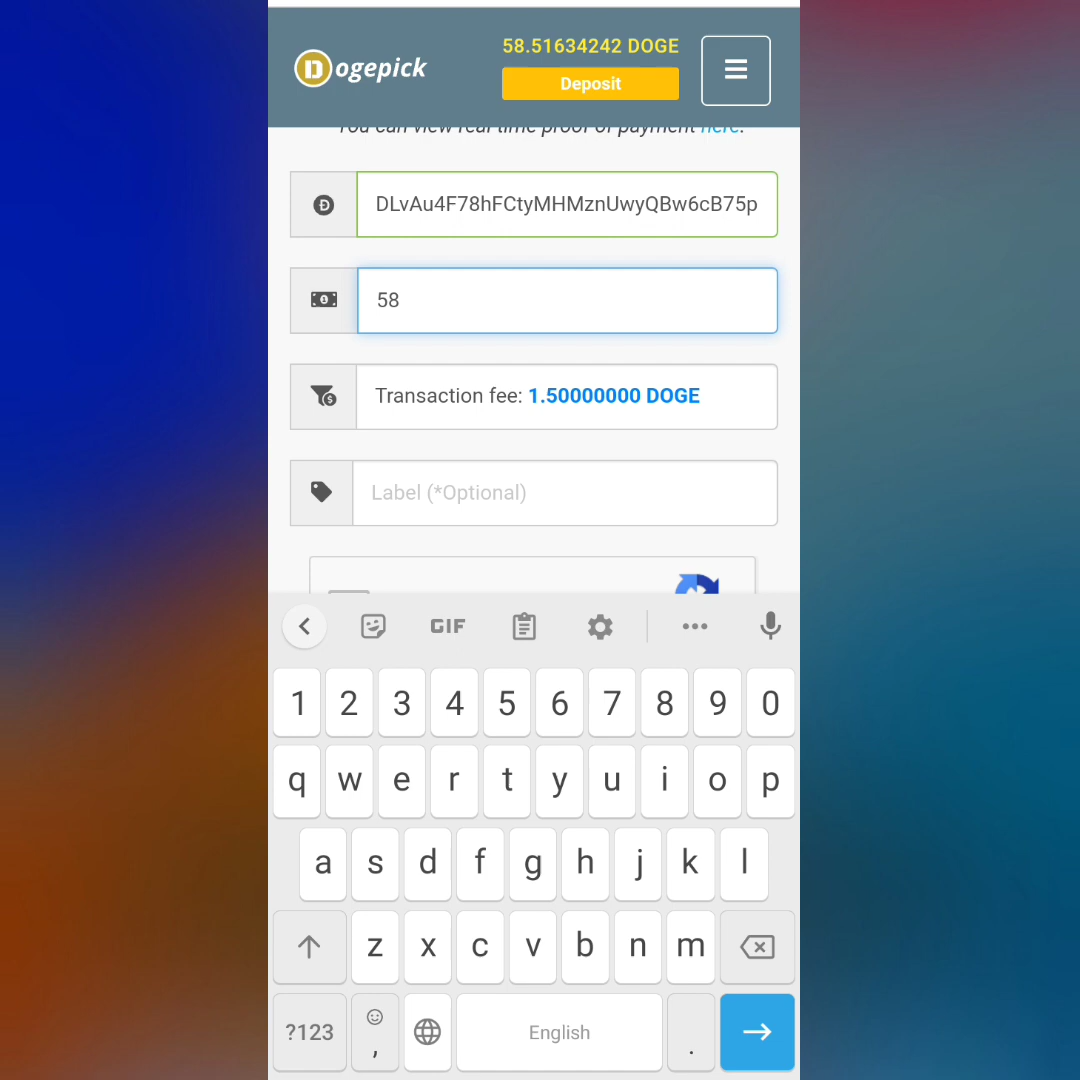 58.51634242 DOGE
Dogepick
Deposit
You can view real time proof of payment here.
DLvAu4F78hFCtyMHMznUwyQBw6cB75p
58
Transaction fee: 1.50000000 DOGE
Label (*Optional)
GIF
1 2 3 4 5 6 7 8 9 0
q w e r t y u i o p
a s d f g h j k l
z x c v b n m
?123 , English .